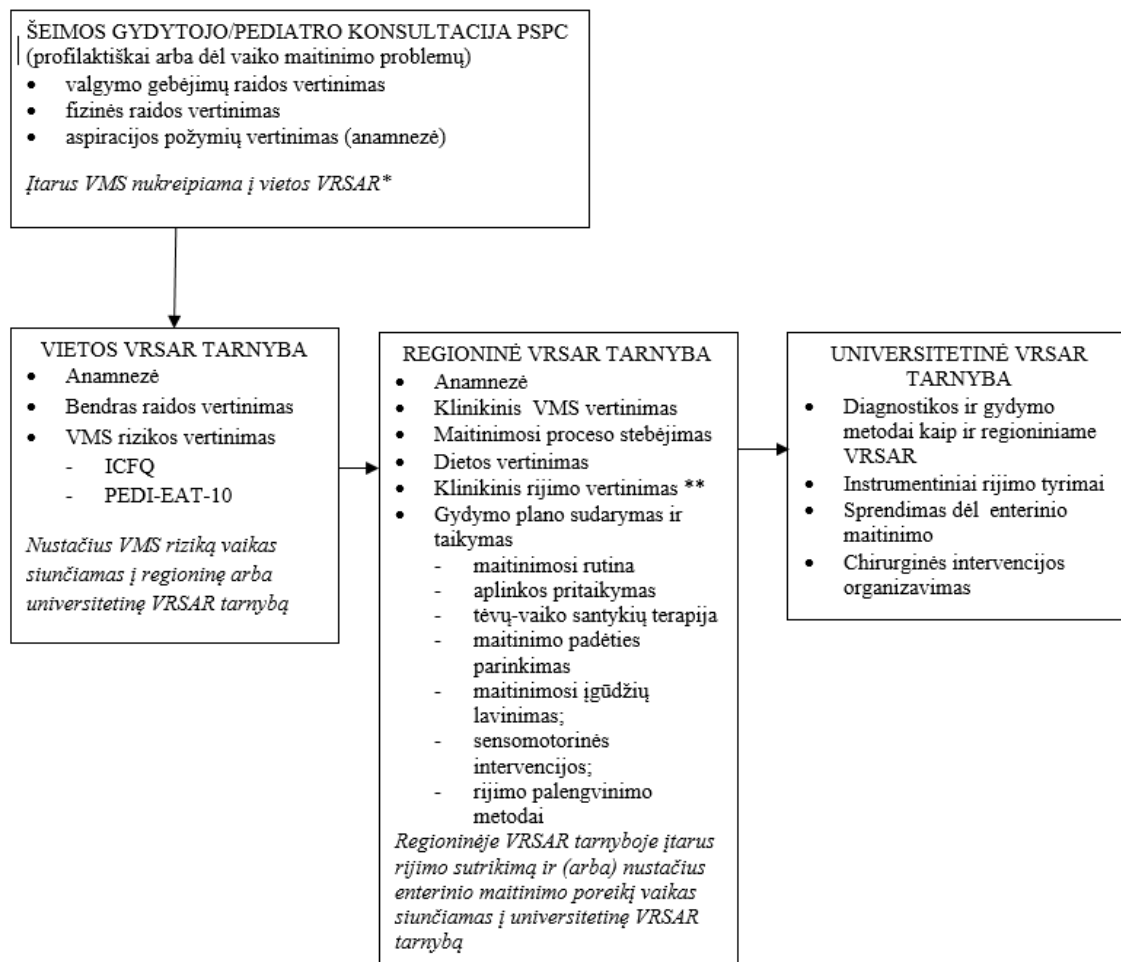 ŠEIMOS GYDYTOJO/PEDIATRO KONSULTACIJA PSPC
(profilaktiškai arba dėl vaiko maitinimo problemų)
• valgymo gebėjimų raidos vertinimas
• fizinės raidos vertinimas
• aspiracijos požymių vertinimas (anamnezė)
Įtarus VMS nukreipiama į vietos VRSAR*
VIETOS VRSAR TARNYBA
• Anamnezė
• Bendras raidos vertinimas
• VMS rizikos vertinimas
- ICFQ
- PEDI-EAT-10
Nustačius VMS riziką vaikas
siunčiamas į regioninę arba
universitetinę VRSAR tarnybą
REGIONINĖ VRSAR TARNYBA
• Anamnezė
• Klinikinis VMS vertinimas
• Maitinimosi proceso stebėjimas
• Dietos vertinimas
• Klinikinis rijimo vertinimas **
• Gydymo plano sudarymas ir
taikymas
- maitinimosi rutina
- aplinkos pritaikymas
- tėvų-vaiko santykių terapija
- maitinimo padėties
parinkimas
- maitinimosi įgūdžių
lavinimas;
- sensomotorinės
intervencijos;
- rijimo palengvinimo
metodai
Regioninėje VRSAR tarnyboje įtarus
rijimo sutrikimą ir (arba) nustačius
enterinio maitinimo poreikį vaikas
siunčiamas į universitetinę VRSAR
tarnybą
UNIVERSITETINĖ VRSAR
TARNYBA
• Diagnostikos ir gydymo
metodai kaip ir regioniniame
VRSAR
• Instrumentiniai rijimo tyrimai
• Sprendimas dėl enterinio
maitinimo
• Chirurginės intervencijos
organizavimas